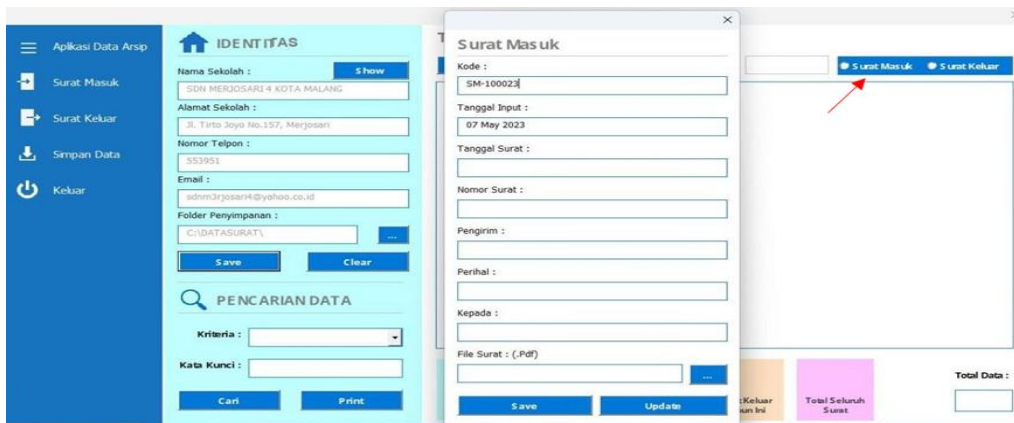 Aplikasi Data Arsip
Surat Masuk
Surat Keluar
Simpan Data
Keluar
IDENTITAS
Nama Sekolah :
Show
SDN MERJOSARI 4 KOTA MALANG
Alamat Sekolah :
Jl. Tirto Joyo No.157, Merjosari
Nomor Telpon :
553951
Email :
sdnm3rjosari4@yahoo.co.id
Folder Penyimpanan :
C:\DATASURAT\
...
Save Clear
PENCARIAN DATA
Kriteria :
Kata Kunci :
Cari Print
Surat Masuk
Kode :
SM-100023
Tanggal Input :
07 May 2023
Tanggal Surat :
Nomor Surat :
Pengirim :
Perihal :
Kepada :
File Surat : (.Pdf)
...
Save Update
Surat Masuk Surat Keluar
Keluar
Ini
Total Seluruh
Surat
Total Data :